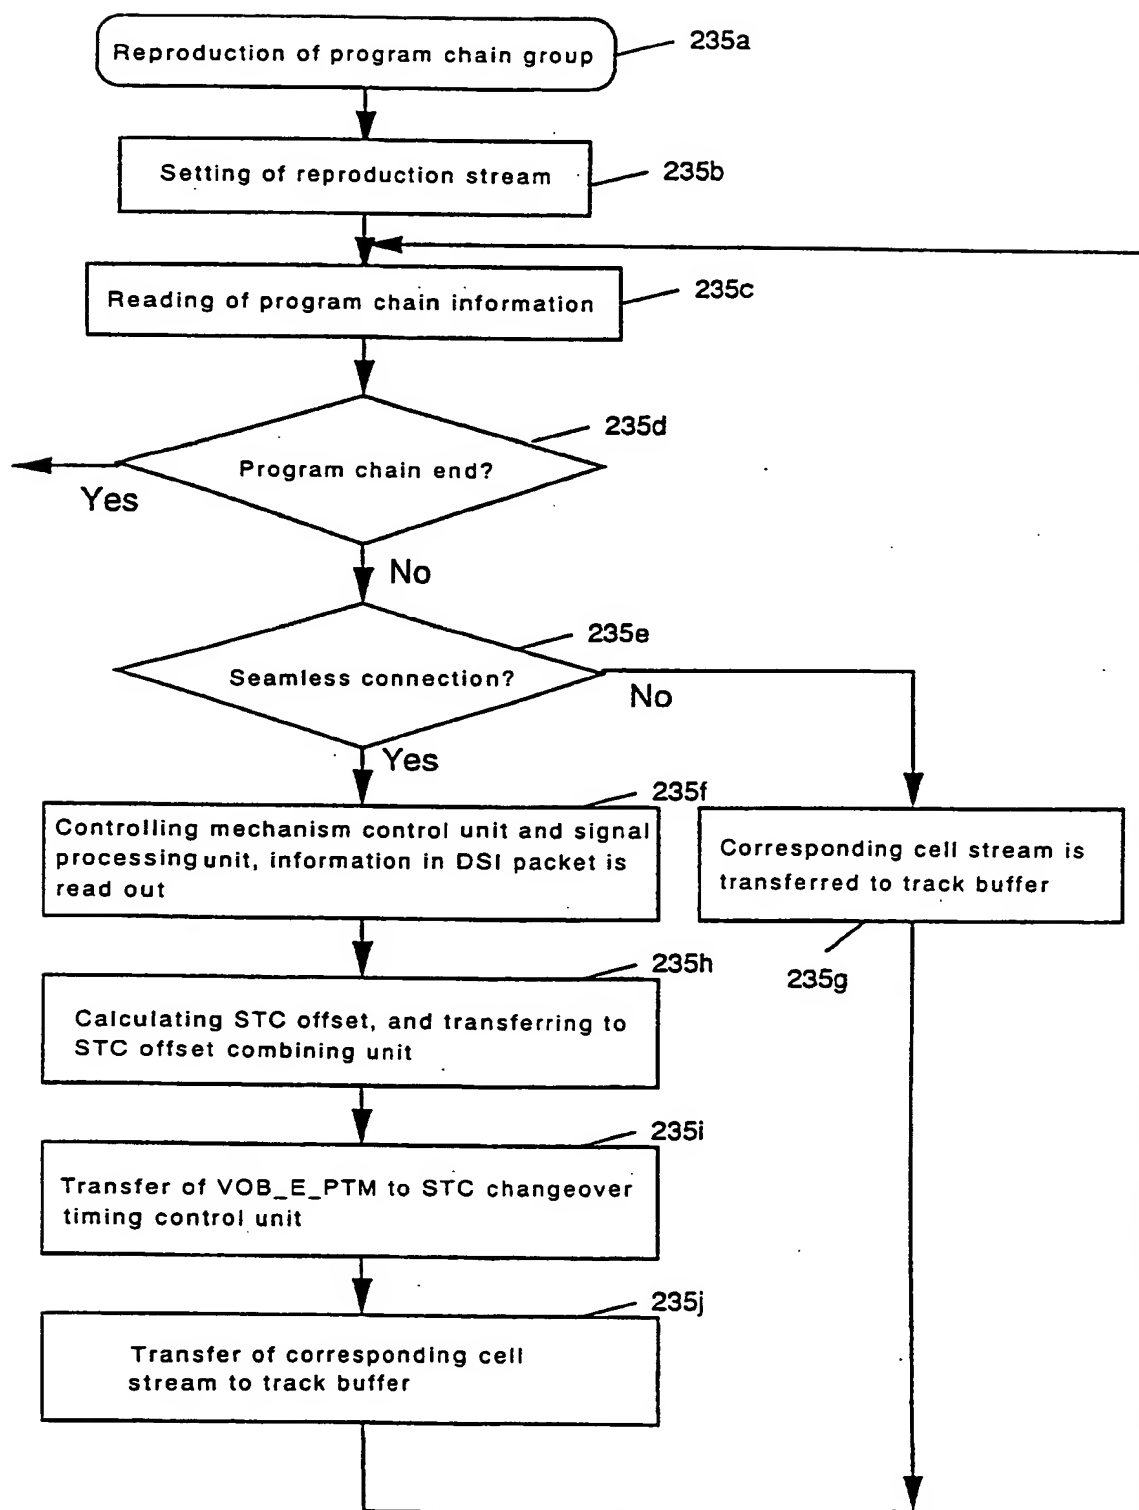 Reproduction of program chain group
235a
Setting of reproduction stream
235b
Reading of program chain information
235c
235d
Program chain end?
Yes
No
235e
Seamless connection?
No
Yes
235f
Controlling mechanism control unit and signal
processing unit, information in DSI packet is
read out
Corresponding cell stream is
transferred to track buffer
235g
235h
Calculating STC offset, and transferring to
STC offset combining unit
235i
Transfer of VOB_E_PTM to STC changeover
timing control unit
235j
Transfer of corresponding cell
stream to track buffer